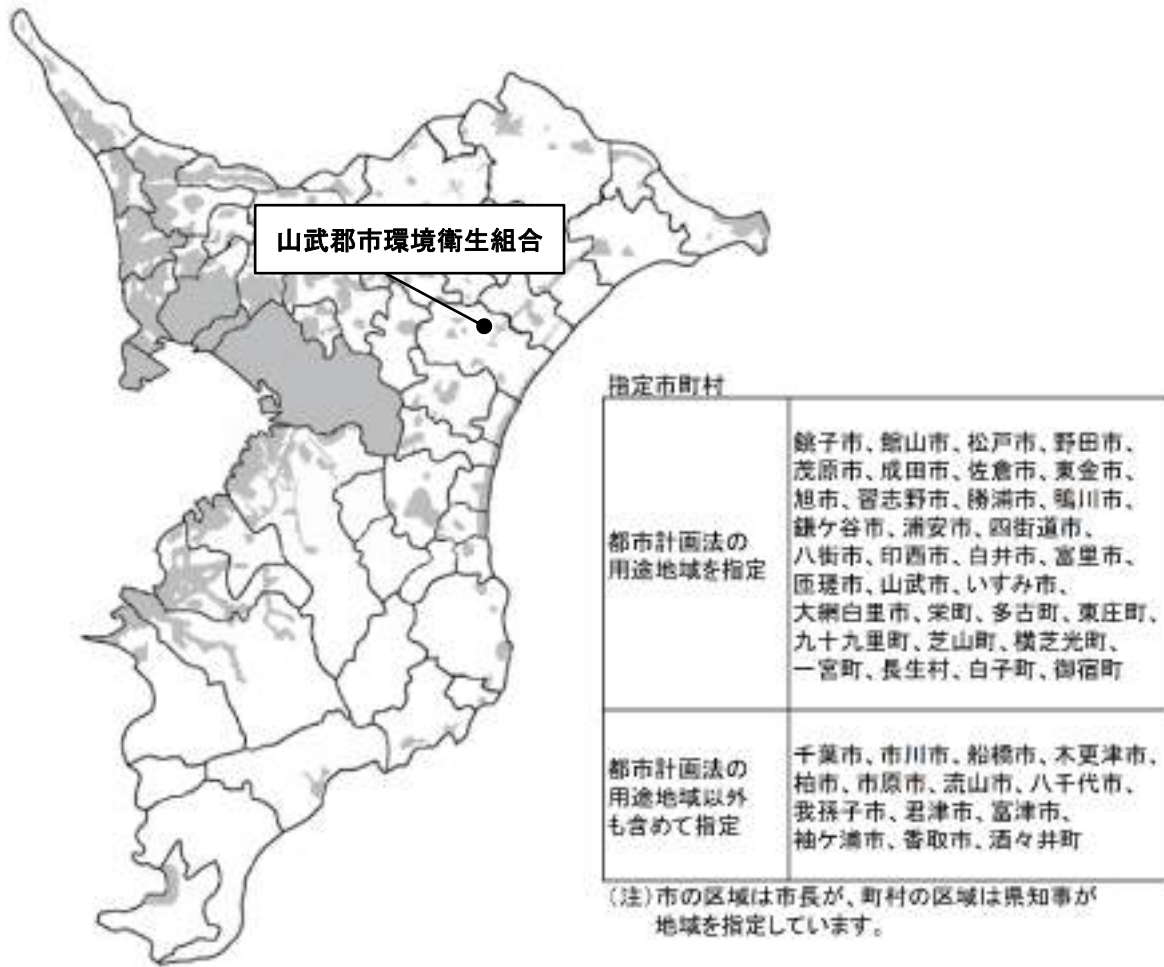 山武郡市環境衛生組合
指定市町村
都市計画法の
用途地域を指定
銚子市、館山市、松戸市、野田市、
茂原市、成田市、佐倉市、東金市、
旭市、習志野市、勝浦市、鴨川市、
鎌ケ谷市、浦安市、四街道市、
八街市、印西市、白井市、富里市、
匝瑳市、山武市、いすみ市、
大網白里市、栄町、多古町、東庄町、
九十九里町、芝山町、横芝光町、
一宮町、長生村、白子町、御宿町
都市計画法の
用途地域以外
も含めて指定
千葉市、市川市、船橋市、木更津市、
柏市、市原市、流山市、八千代市、
我孫子市、君津市、富津市、
袖ケ浦市、香取市、酒々井町
(注)市の区域は市長が、町村の区域は県知事が
地域を指定しています。